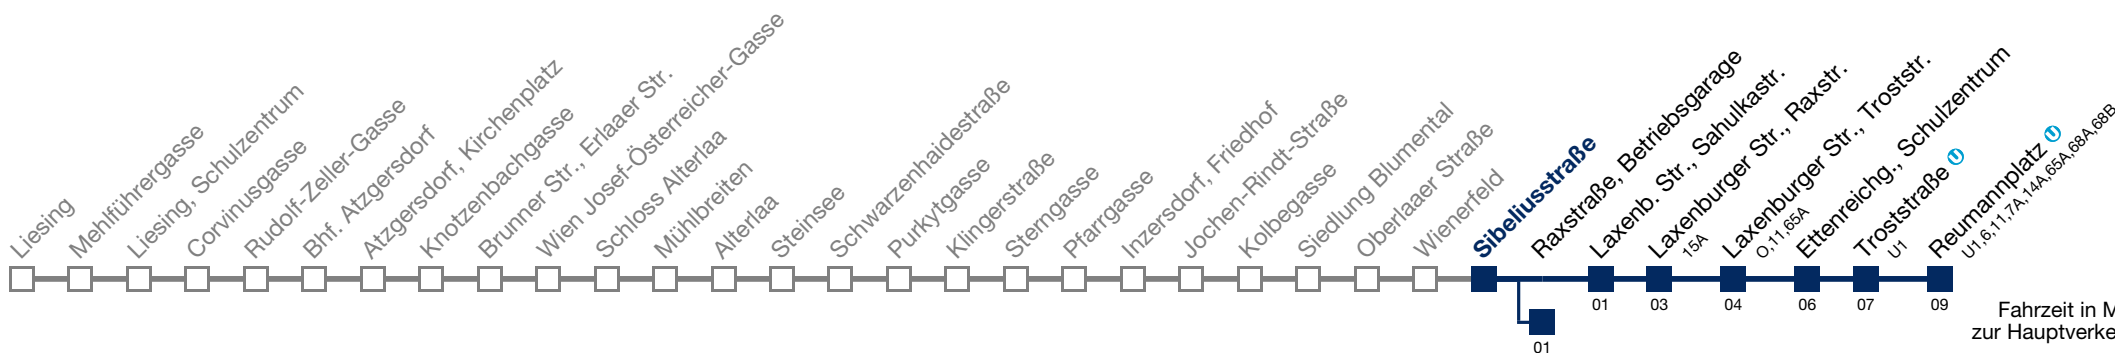 Liesing
Mehlführergasse
Liesing, Schulzentrum
Corvinusgasse
Rudolf-Zeller-Gasse
Bhf. Atzgersdorf
Atzgersdorf, Kirchenplatz
Knotzenbachgasse
Brunner Str., Erlaaer Str.
Wien Josef-Österreicher-Gasse
Schloss Alterlaa
Mühlbreiten
Alterlaa
Steinsee
Schwarzenhaidestraße
Purkytgasse
Klingerstraße
Sterngasse
Pfarrgasse
Inzersdorf, Friedhof
Jochen-Rindt-Straße
Kolbegasse
Siedlung Blumental
Oberlaaer Straße
Wienerfeld
Sibeliusstraße
Raxstraße, Betriebsgarage
Laxenb. Str., Sahulkastr.
Laxenburger Str., Raxstr.
15A
Laxenburger Str., Troststr.
O,11,65A
Ettenreichg., Schulzentrum
Troststraße U
U1
Reumannplatz U
U1,6,11,7A,14A,65A,68A,68B
01
03
04
06
07
09
01
Fahrzeit in M
zur Hauptverke